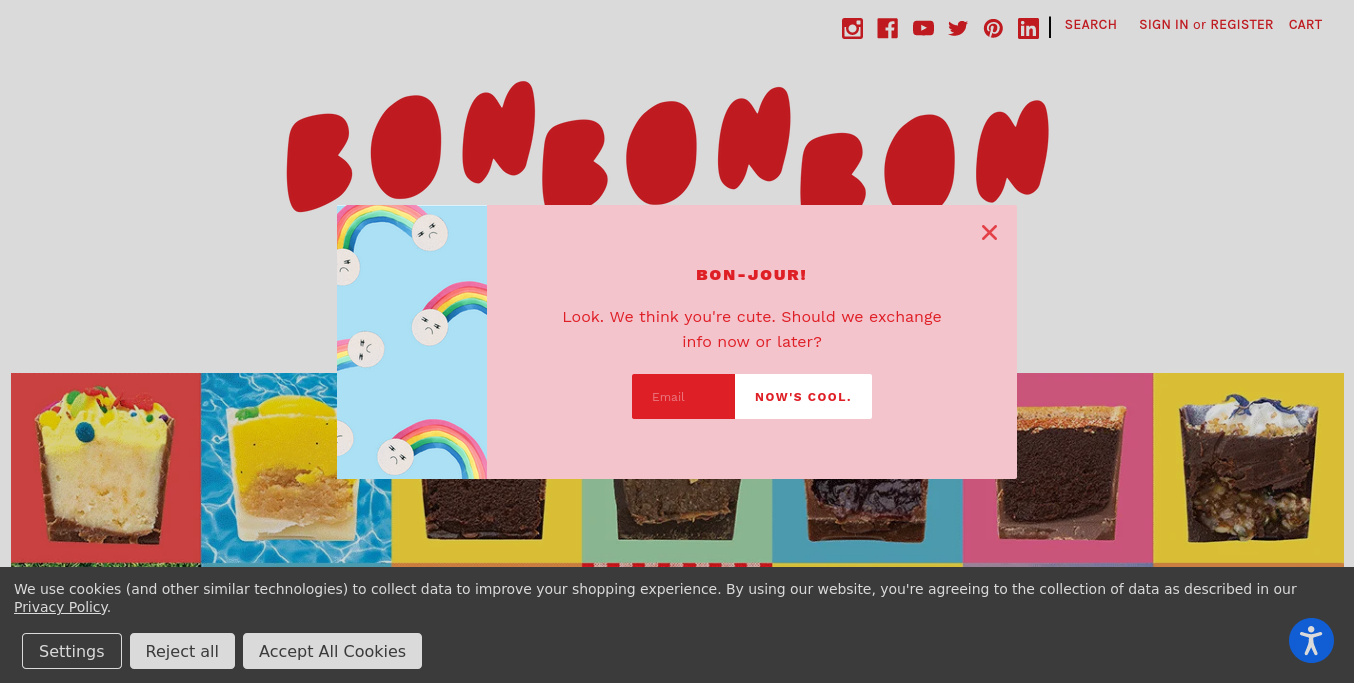 SEARCH
SIGN IN or REGISTER
CART
BONBONBON
BON-JOUR!
Look. We think you're cute. Should we exchange
info now or later?
Email
NOW'S COOL.
We use cookies (and other similar technologies) to collect data to improve your shopping experience. By using our website, you're agreeing to the collection of data as described in our
Privacy Policy.
Settings
Reject all
Accept All Cookies